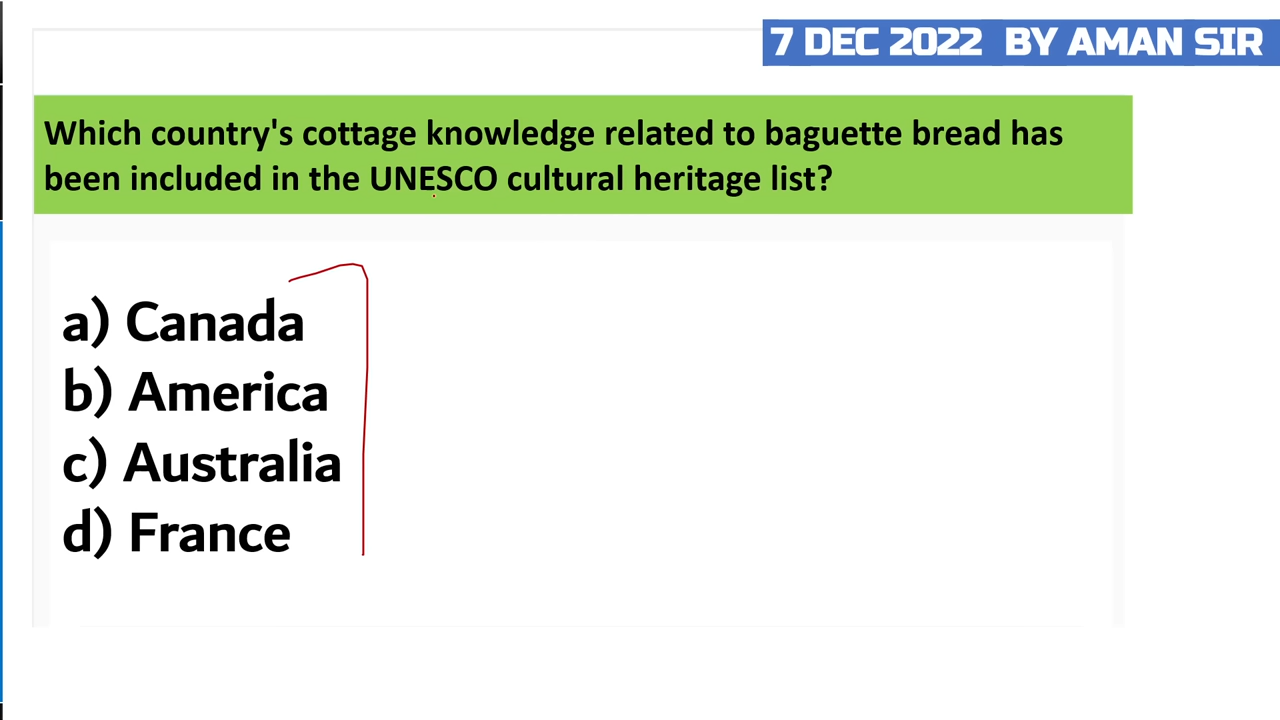 7 DEC 2022 BY AMAN SIR
Which country's cottage knowledge related to baguette bread has
been included in the UNESCO cultural heritage list?
a) Canada
b) America
c) Australia
d) France